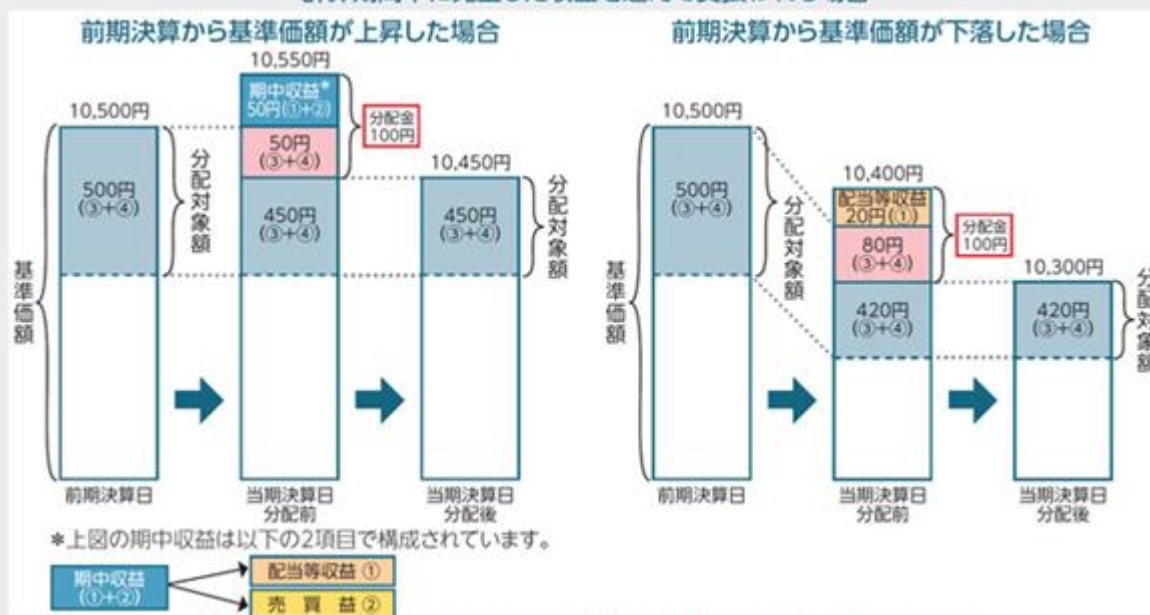 前期決算から基準価額が上昇した場合
10,500円
500円
(③+④)
分配対象額
基準価額
前期決算日
10,550円
期中収益*
50円(①+②)
50円
(③+④)
450円
(③+④)
分配金
100円
当期決算日
分配前
10,450円
450円
(③+④)
分配対象額
当期決算日
分配後
前期決算から基準価額が下落した場合
10,500円
500円
(③+④)
分配対象額
基準価額
前期決算日
10,400円
配当等収益
20円(①)
80円
(③+④)
420円
(③+④)
分配金
100円
当期決算日
分配前
10,300円
420円
(③+④)
分配対象額
当期決算日
分配後
*上図の期中収益は以下の2項目で構成されています。
期中収益
(①+②)
配当等収益 ①
売 買 益 ②